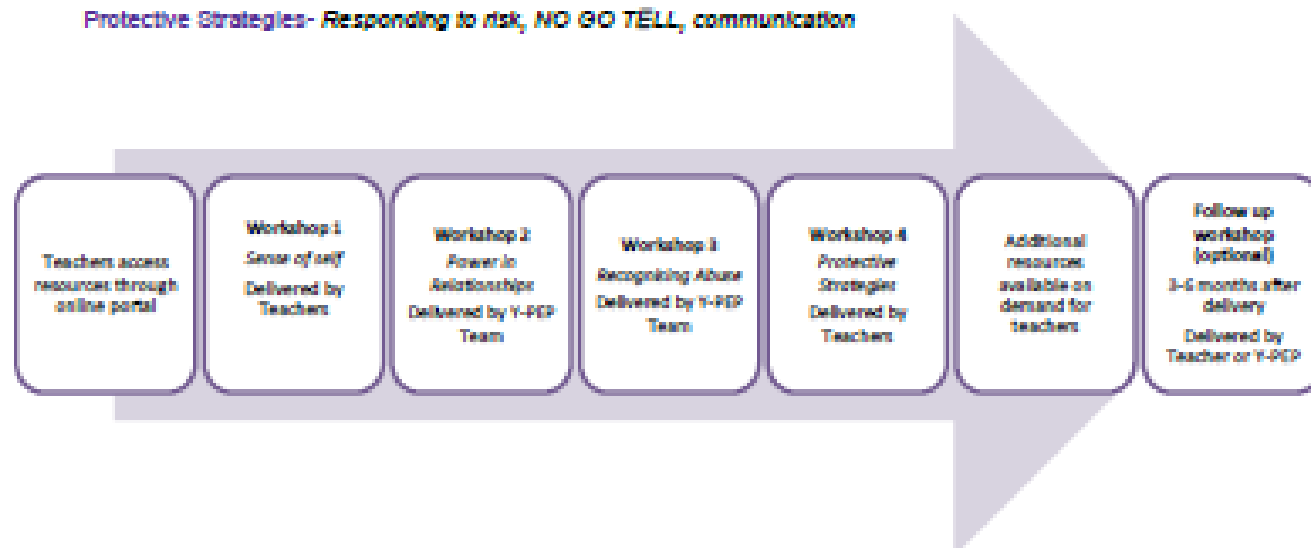 Protective Strategies- Responding to risk, NO GO TELL, communication
Teachers access
resources through
online portal
Workshop 1
Sense of self
Delivered by
Teachers
Workshop 2
Power in
Relationships
Delivered by Y-PEP
Team
Workshop 3
Recognising Abuse
Delivered by Y-PEP
Team
Workshop 4
Protective
Strategies
Delivered by
Teachers
Additional
resources
available on
demand for
teachers
Follow up
workshop
(optional)
3-6 months after
delivery
Delivered by
Teacher or Y-PEP